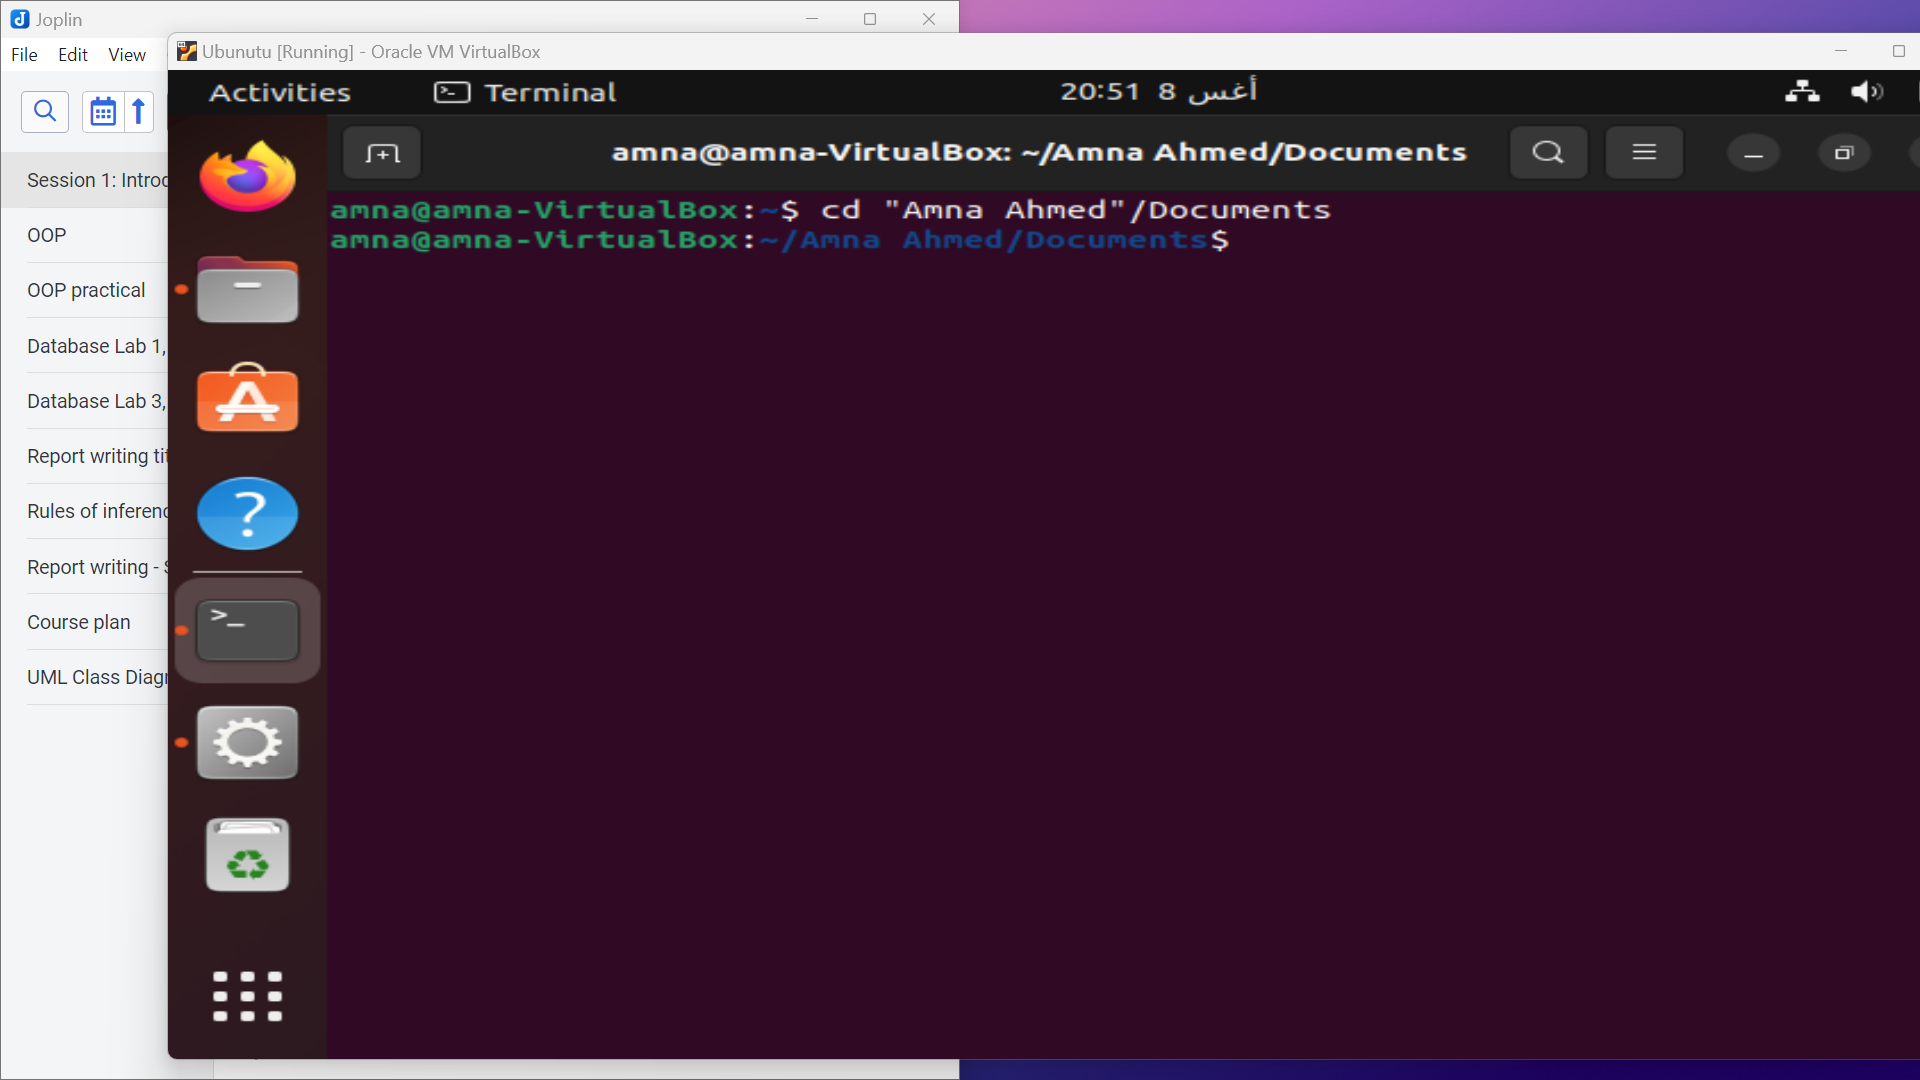 Joplin
File Edit View
Ubunutu [Running] - Oracle VM VirtualBox
Activities
Terminal
20:51 8 أغس
amna@amna-VirtualBox: ~/Amna Ahmed/Documents
amna@amna-VirtualBox:~$ cd "Amna Ahmed"/Documents
amna@amna-VirtualBox:~/Amna Ahmed/Documents$
Session 1: Introd
OOP
OOP practical
Database Lab 1,
Database Lab 3,
Report writing tit
Rules of inferenc
Report writing - S
Course plan
UML Class Diagr